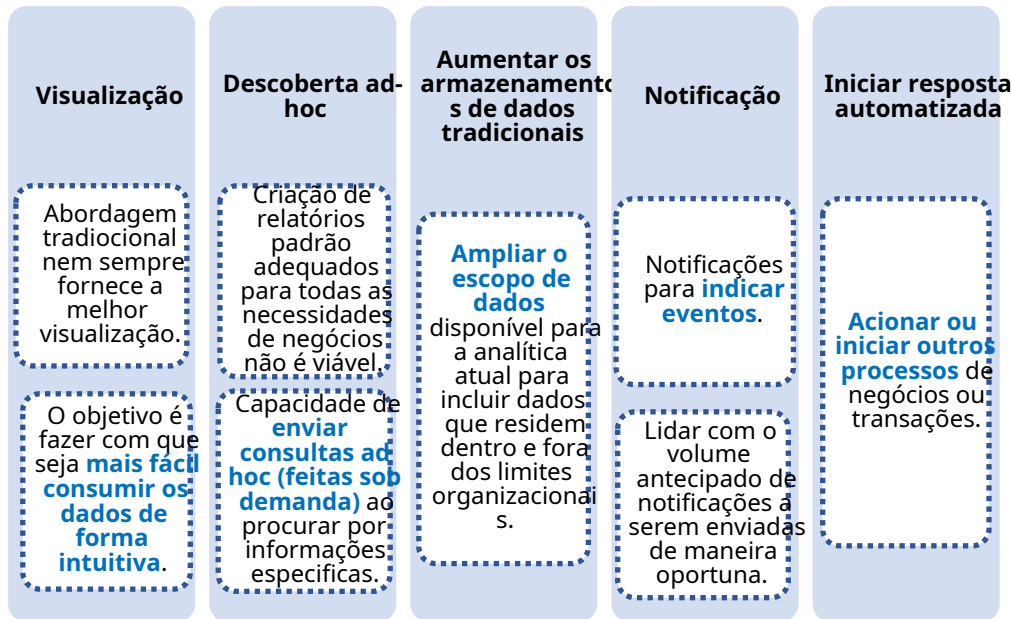 Visualização
Abordagem
tradiocional
nem sempre
fornece a
melhor
visualização.
O objetivo é
fazer com que
seja mais fácil
consumir os
dados de
forma
intuitiva.
Descoberta ad-
hoc
Criação de
relatórios
padrão
adequados
para todas as
necessidades
de negócios
não é viável.
Capacidade de
enviar
consultas ad
hoc (feitas sob
demanda) ao
procurar por
informações
especificas.
Aumentar os
armazenamento
s de dados
tradicionais
Ampliar o
escopo de
dados
disponível para
a analítica
atual para
incluir dados
que residem
dentro e fora
dos limites
organizacionai
s.
Notificação
Notificações
para indicar
eventos.
Lidar com o
volume
antecipado de
notificações a
serem enviadas
de maneira
oportuna.
Iniciar resposta
automatizada
Acionar ou
iniciar outros
processos de
negócios ou
transações.